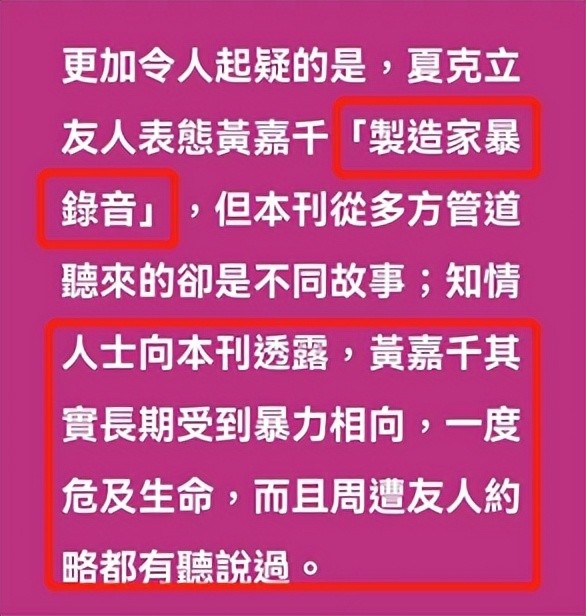 更加令人起疑的是，夏克立
友人表態黃嘉千「製造家暴
錄音」，但本刊從多方管道
聽來的卻是不同故事；知情
人士向本刊透露，黃嘉千其
實長期受到暴力相向，一度
危及生命，而且周遭友人約
略都有聽說過。